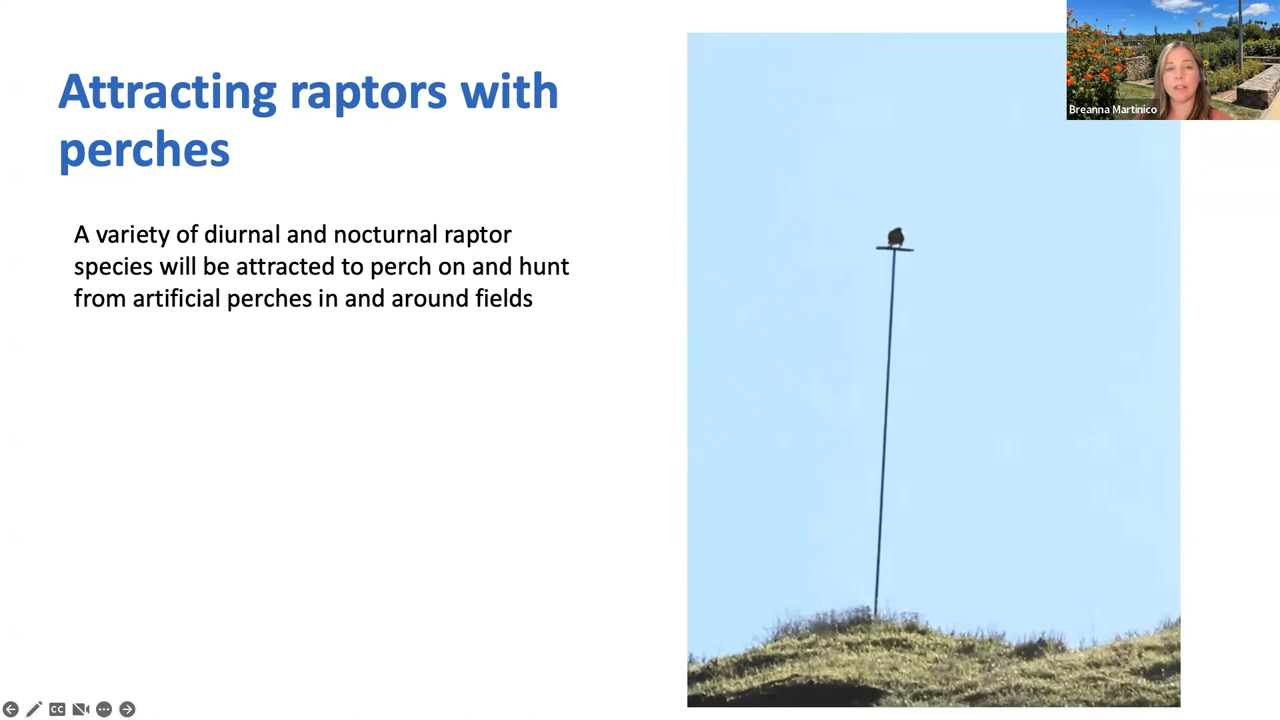 Attracting raptors with
perches
A variety of diurnal and nocturnal raptor
species will be attracted to perch on and hunt
from artificial perches in and around fields
Breanna Martinico
CC